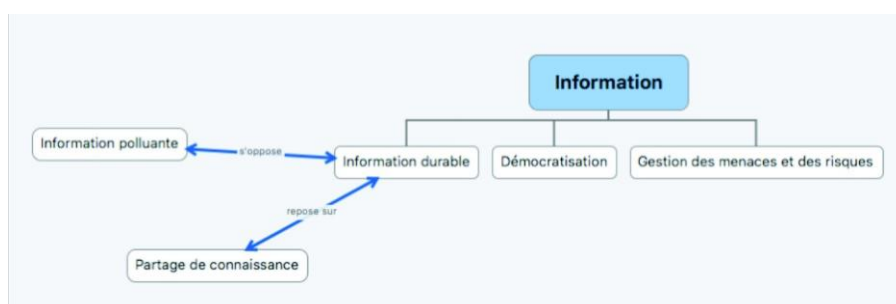 Information
Information polluante
s'oppose
Information durable
Démocratisation
Gestion des menaces et des risques
repose sur
Partage de connaissance